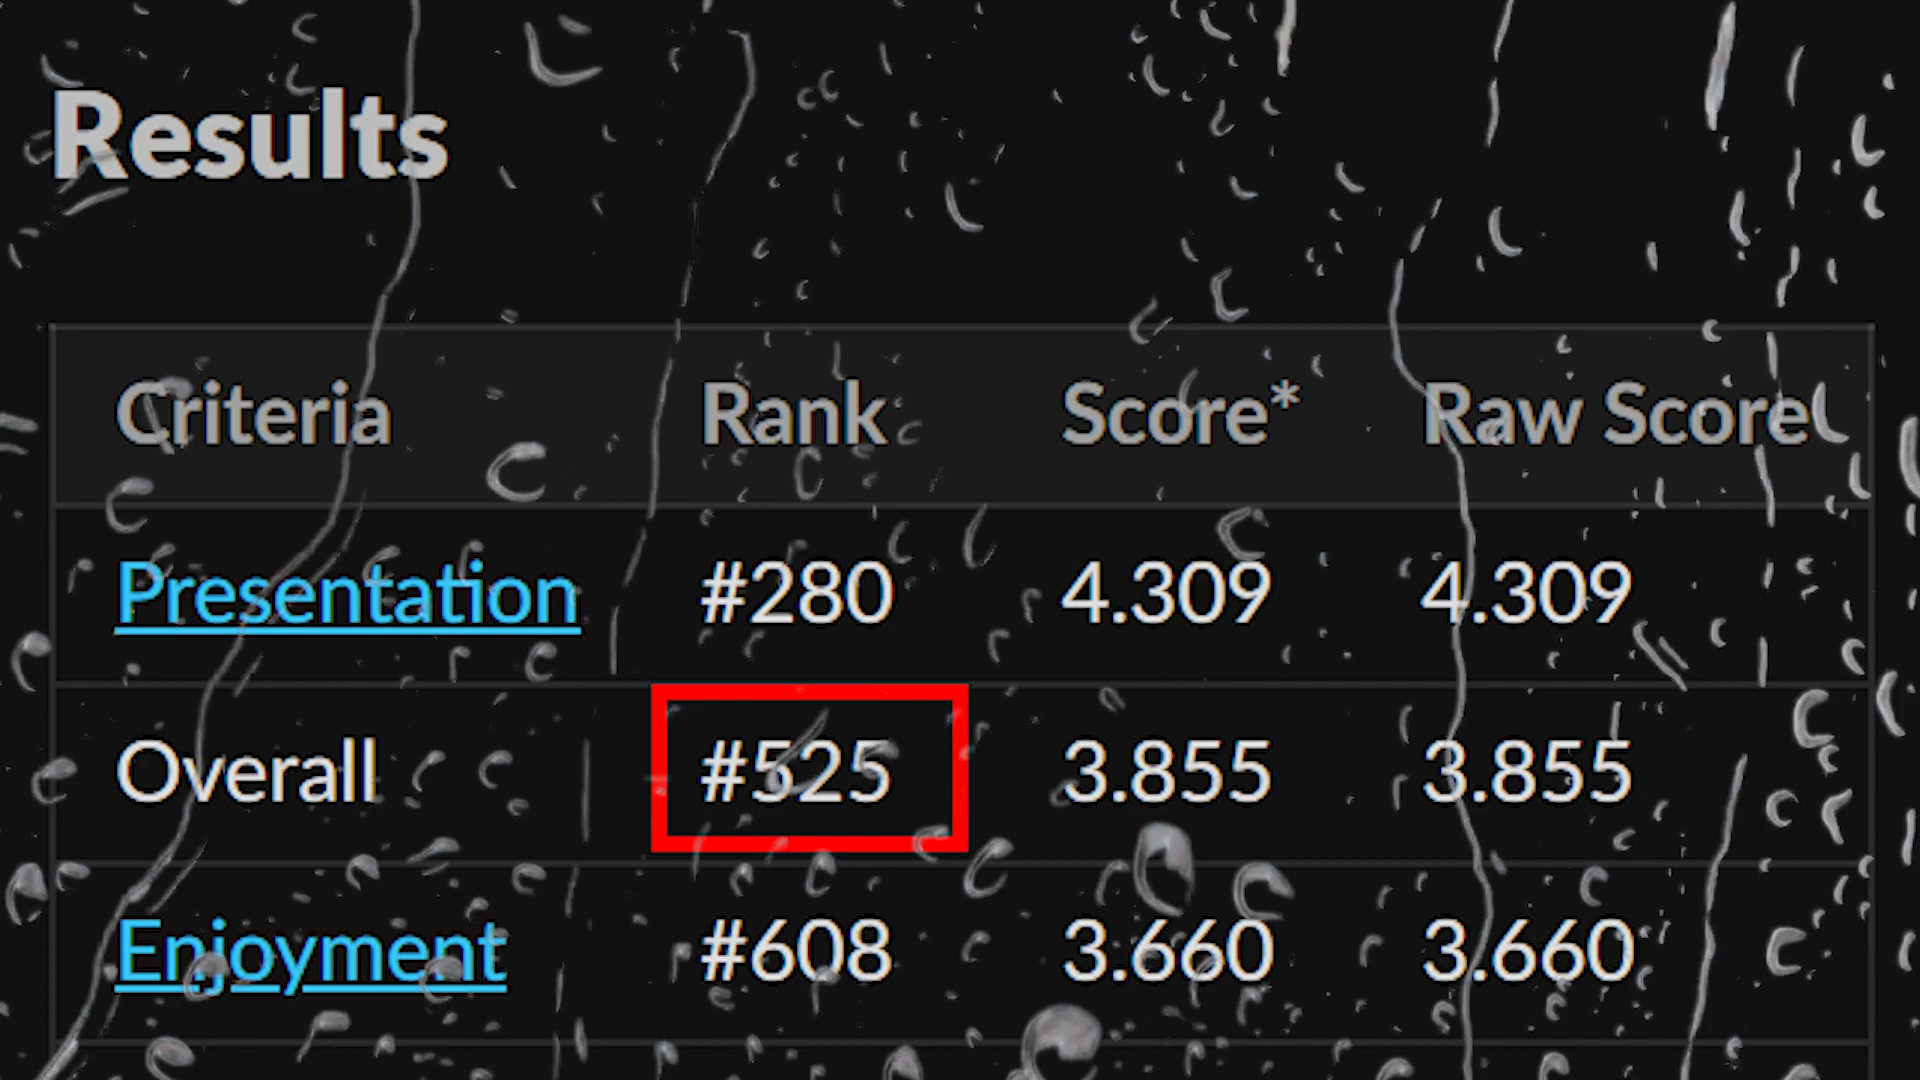 Results
Criteria Rank Score* Raw Score
Presentation #280 4.309 4.309
Overall #525 3.855 3.855
Enjoyment #608 3.660 3.660